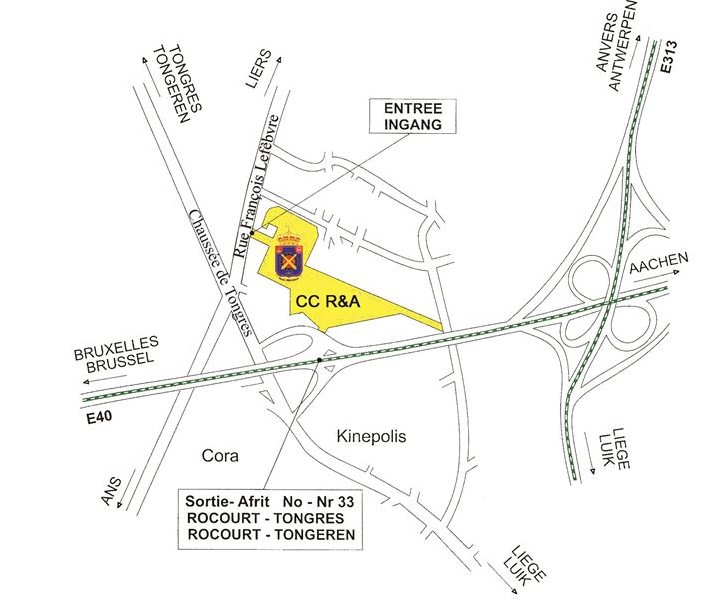 TONGRES
TONGEREN
LIERS
ANVERS
ANTWERPEN
E313
ENTREE
INGANG
Rue François Lefèbvre
Chaussée de Tongres
CC R&A
AACHEN
BRUXELLES
BRUSSEL
E40
Kinepolis
Cora
LIEGE
LUIK
ANS
Sortie- Afrit No - Nr 33
ROCOURT - TONGRES
ROCOURT - TONGEREN
LIEGE
LUIK